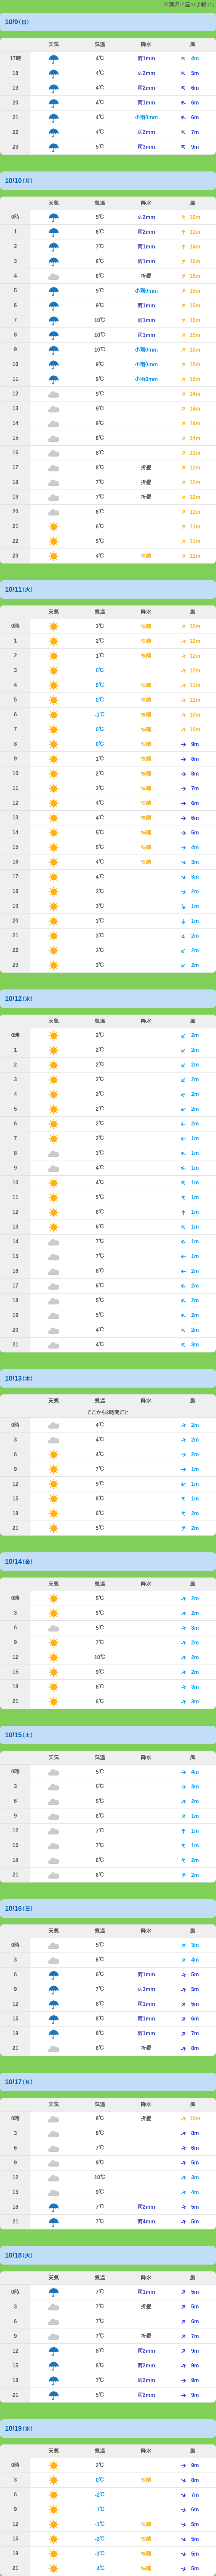 10/9(日)
天気 気温 降水 風
17時 4℃ 雨1mm 4m
18 4℃ 雨2mm 5m
19 4℃ 雨2mm 6m
20 4℃ 雨1mm 6m
21 4℃ 小雨0mm 6m
22 4℃ 雨2mm 7m
23 5℃ 雨3mm 9m
10/10(月)
天気 気温 降水 風
0時 5℃ 雨2mm 10m
1 6℃ 雨2mm 11m
2 7℃ 雨1mm 14m
3 8℃ 雨1mm 16m
4 8℃ 折畳 16m
5 9℃ 小雨0mm 15m
6 9℃ 雨1mm 15m
7 10℃ 雨1mm 15m
8 10℃ 雨1mm 15m
9 10℃ 小雨0mm 15m
10 9℃ 小雨0mm 15m
11 9℃ 小雨0mm 15m
12 9℃ 14m
13 9℃ 14m
14 9℃ 14m
15 8℃ 14m
16 8℃ 13m
17 8℃ 折畳 12m
18 7℃ 折畳 12m
19 7℃ 折畳 12m
20 6℃ 11m
21 6℃ 11m
22 5℃ 11m
23 4℃ 快晴 11m
10/11(火)
天気 気温 降水 風
0時 3℃ 快晴 12m
1 2℃ 快晴 12m
2 1℃ 快晴 12m
3 0℃ 12m
4 0℃ 快晴 11m
5 0℃ 快晴 11m
6 -1℃ 快晴 10m
7 0℃ 快晴 10m
8 0℃ 快晴 9m
9 1℃ 快晴 8m
10 2℃ 快晴 8m
11 3℃ 快晴 7m
12 4℃ 快晴 6m
13 4℃ 快晴 6m
14 5℃ 快晴 5m
15 5℃ 快晴 4m
16 4℃ 快晴 3m
17 4℃ 3m
18 3℃ 2m
19 3℃ 1m
20 3℃ 1m
21 3℃ 2m
22 3℃ 2m
23 3℃ 2m
10/12(水)
天気 気温 降水 風
0時 2℃ 2m
1 2℃ 2m
2 2℃ 2m
3 2℃ 2m
4 2℃ 2m
5 2℃ 2m
6 2℃ 2m
7 2℃ 1m
8 3℃ 1m
9 4℃ 1m
10 4℃ 1m
11 5℃ 1m
12 6℃ 1m
13 6℃ 1m
14 7℃ 1m
15 7℃ 1m
16 6℃ 2m
17 6℃ 2m
18 5℃ 2m
19 5℃ 2m
20 4℃ 2m
21 4℃ 3m
10/13(木)
天気 気温 降水 風
ここから3時間ごと
0時 4℃ 2m
3 4℃ 2m
6 4℃ 2m
9 7℃ 1m
12 9℃ 1m
15 8℃ 1m
18 6℃ 2m
21 5℃ 2m
10/14(金)
天気 気温 降水 風
0時 5℃ 2m
3 5℃ 2m
6 5℃ 3m
9 7℃ 2m
12 10℃ 2m
15 9℃ 2m
18 6℃ 3m
21 6℃ 3m
10/15(土)
天気 気温 降水 風
0時 5℃ 4m
3 5℃ 3m
6 5℃ 2m
9 6℃ 1m
12 7℃ 1m
15 7℃ 1m
18 6℃ 2m
21 6℃ 2m
10/16(日)
天気 気温 降水 風
0時 5℃ 3m
3 6℃ 4m
6 6℃ 雨1mm 5m
9 7℃ 雨3mm 5m
12 8℃ 雨1mm 5m
15 8℃ 雨1mm 6m
18 8℃ 雨1mm 7m
21 8℃ 折畳 8m
10/17(月)
天気 気温 降水 風
0時 8℃ 折畳 10m
3 8℃ 8m
6 7℃ 6m
9 9℃ 5m
12 10℃ 3m
15 9℃ 4m
18 7℃ 雨2mm 5m
21 7℃ 雨4mm 5m
10/18(火)
天気 気温 降水 風
0時 7℃ 雨1mm 5m
3 7℃ 折畳 5m
6 7℃ 6m
9 7℃ 折畳 7m
12 8℃ 雨2mm 9m
15 8℃ 雨2mm 9m
18 7℃ 雨2mm 9m
21 5℃ 雨2mm 9m
10/19(水)
天気 気温 降水 風
0時 2℃ 9m
3 0℃ 快晴 8m
6 -2℃ 7m
9 -1℃ 6m
12 -1℃ 快晴 5m
15 -2℃ 快晴 5m
18 -3℃ 快晴 5m
21 -4℃ 快晴 5m